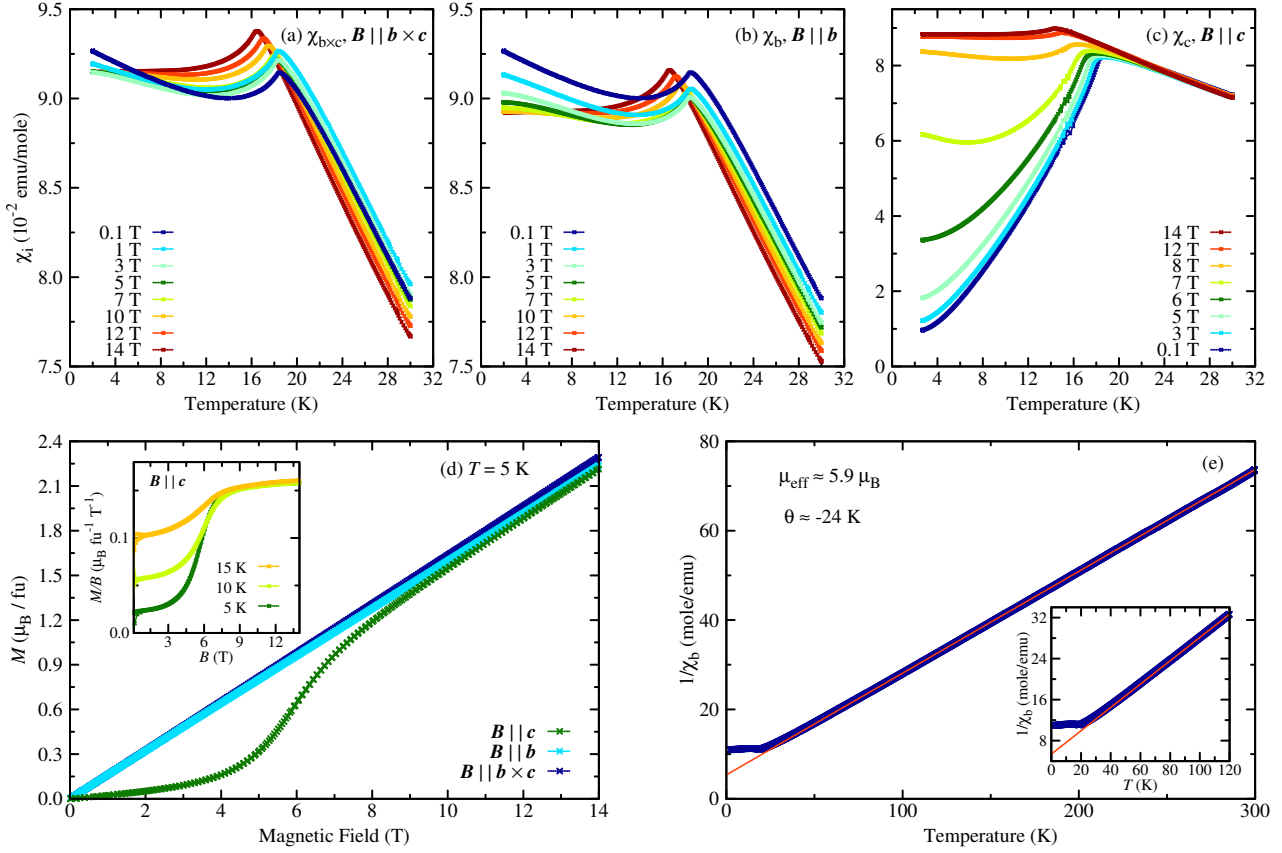 (a) χb×c, B || b × c
χi (10-2 emu/mole)
9.5
9.0
8.5
8.0
7.5
0.1 T
1 T
3 T
5 T
7 T
10 T
12 T
14 T
0 4 8 12 16 20 24 28 32
Temperature (K)
(b) χb, B || b
9.5
9.0
8.5
8.0
7.5
0.1 T
1 T
3 T
5 T
7 T
10 T
12 T
14 T
0 4 8 12 16 20 24 28 32
Temperature (K)
(c) χc, B || c
8
6
4
2
0
14 T
12 T
8 T
7 T
6 T
5 T
3 T
0.1 T
0 4 8 12 16 20 24 28 32
Temperature (K)
(d) T = 5 K
M (μB / fu)
2.4
2.1
1.8
1.5
1.2
0.9
0.6
0.3
0.0
B || c
M/B (μB fu-1 T-1)
0.1
0.0
15 K
10 K
5 K
3 6 9 12
B (T)
B || c
B || b
B || b × c
0 2 4 6 8 10 12 14
Magnetic Field (T)
(e)
1/χb (mole/emu)
80
70
60
50
40
30
20
10
0
μeff ≈ 5.9 μB
θ ≈ -24 K
1/χb (mole/emu)
32
24
16
12
8
0 20 40 60 80 100 120
T (K)
0 100 200 300
Temperature (K)